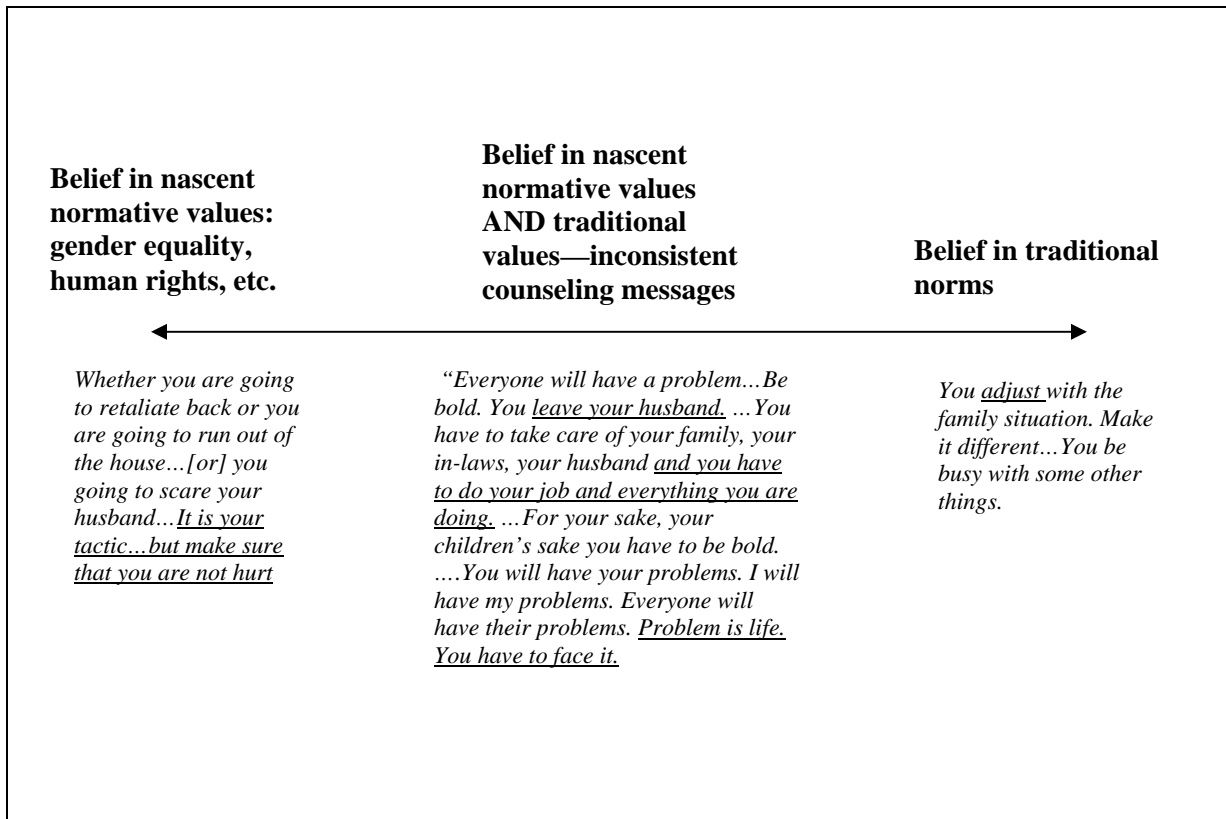 Belief in nascent
normative values:
gender equality,
human rights, etc.
Belief in nascent
normative values
AND traditional
values—inconsistent
counseling messages
Belief in traditional
norms
Whether you are going
to retaliate back or you
are going to run out of
the house…[or] you
going to scare your
husband…It is your
tactic…but make sure
that you are not hurt
“Everyone will have a problem…Be
bold. You leave your husband. …You
have to take care of your family, your
in-laws, your husband and you have
to do your job and everything you are
doing. …For your sake, your
children’s sake you have to be bold.
….You will have your problems. I will
have my problems. Everyone will
have their problems. Problem is life.
You have to face it.
You adjust with the
family situation. Make
it different…You be
busy with some other
things.